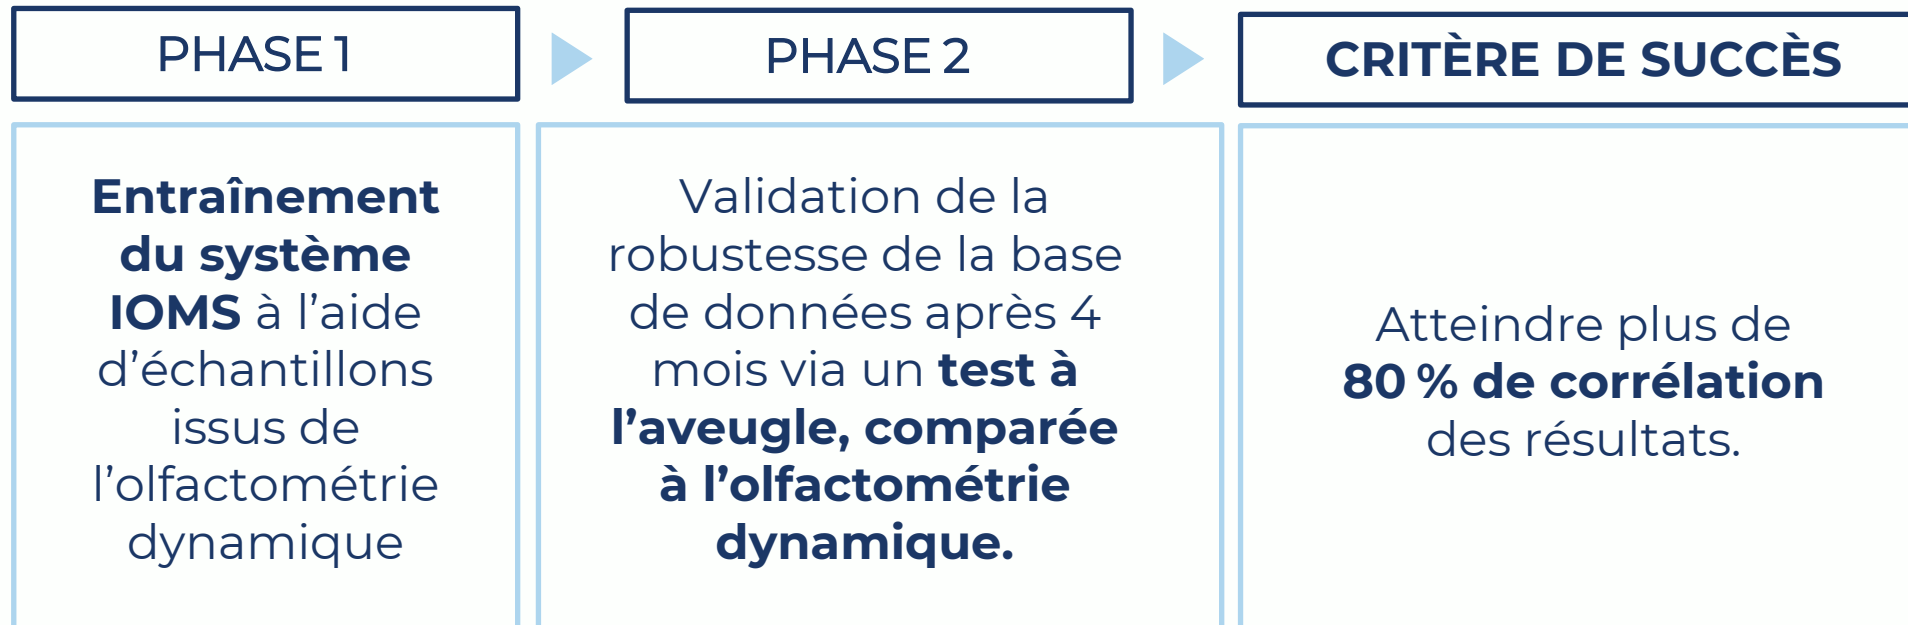 PHASE 1
PHASE 2
CRITÈRE DE SUCCÈS
Entraînement
du système
IOMS à l’aide
d’échantillons
issus de
l’olfactométrie
dynamique
Validation de la
robustesse de la base
de données après 4
mois via un test à
l’aveugle, comparée
à l’olfactométrie
dynamique.
Atteindre plus de
80 % de corrélation
des résultats.